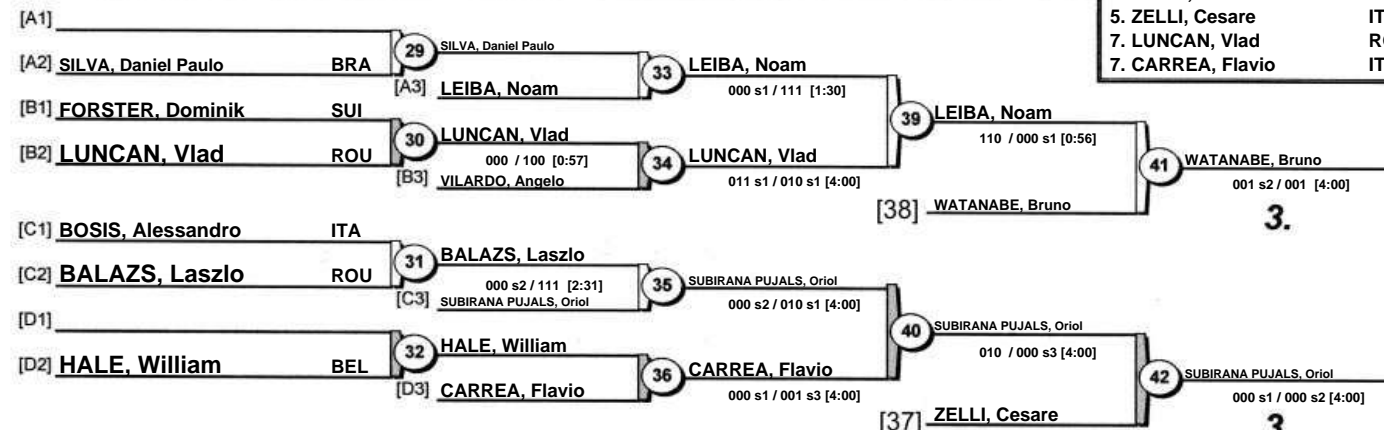 5. ZELLI, Cesare IT
7. LUNCAN, Vlad
7. CARREA, Flavio IT
[A1]
[A2] SILVA, Daniel Paulo BRA
29
SILVA, Daniel Paulo
[A3] LEIBA, Noam
33
LEIBA, Noam
000 s1 / 111 [1:30]
[B1] FORSTER, Dominik SUI
[B2] LUNCAN, Vlad ROU
30
LUNCAN, Vlad
000 / 100 [0:57]
[B3] VILARDO, Angelo
34
LUNCAN, Vlad
011 s1 / 010 s1 [4:00]
39
LEIBA, Noam
110 / 000 s1 [0:56]
[38] WATANABE, Bruno
41
WATANABE, Bruno
001 s2 / 001 [4:00]
3.
[C1] BOSIS, Alessandro ITA
[C2] BALAZS, Laszlo ROU
31
BALAZS, Laszlo
000 s2 / 111 [2:31]
[C3] SUBIRANA PUJALS, Oriol
35
SUBIRANA PUJALS, Oriol
000 s2 / 010 s1 [4:00]
[D1]
[D2] HALE, William BEL
32
HALE, William
[D3] CARREA, Flavio
36
CARREA, Flavio
000 s1 / 001 s3 [4:00]
40
SUBIRANA PUJALS, Oriol
010 / 000 s3 [4:00]
[37] ZELLI, Cesare
42
SUBIRANA PUJALS, Oriol
000 s1 / 000 s2 [4:00]
3